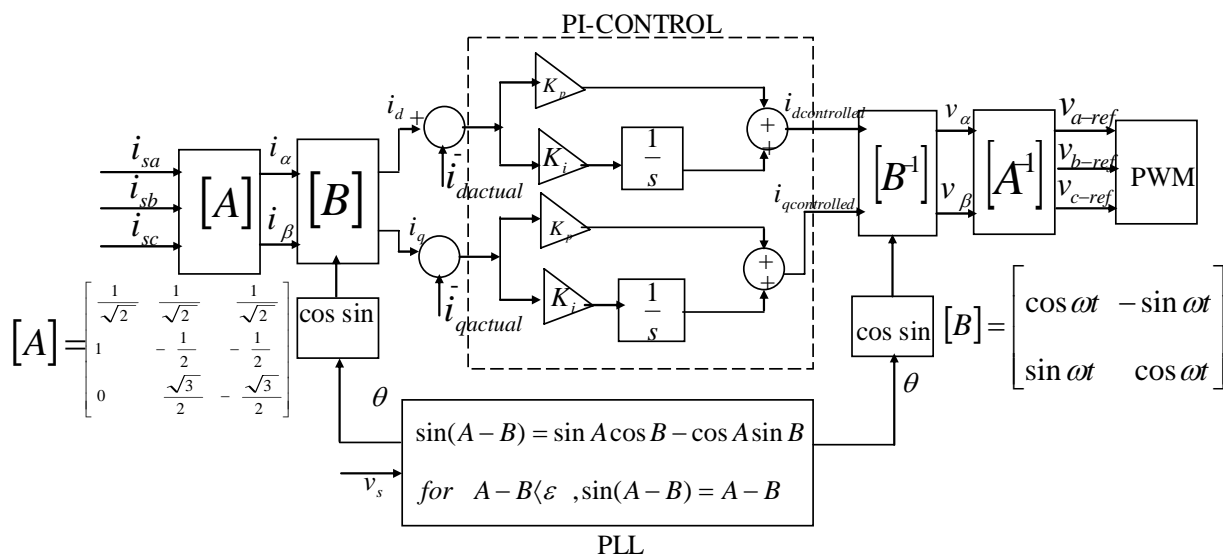 PI-CONTROL
K_p
i_d +
i_dcontrolled
v_α
v_{a-ref}
i_sa
i_α
+
+
[B^{-1}]
[A^{-1}]
v_{b-ref}
PWM
i_sb
[A]
[B]
-
i_dactual
K_i
1/s
v_β
v_{c-ref}
i_sc
i_β
i_q
i_qcontrolled
K_p
-
i_qactual
K_i
1/s
+
+
cos sin
cos sin
[A] = [ 1/√2 1/√2 1/√2
1 - 1/2 - 1/2
0 √3/2 - √3/2 ]
[B] = [ cos ωt - sin ωt
sin ωt cos ωt ]
θ
θ
sin(A - B) = sin A cos B - cos A sin B
v_s
for A - B⟨ε , sin(A - B) = A - B
PLL